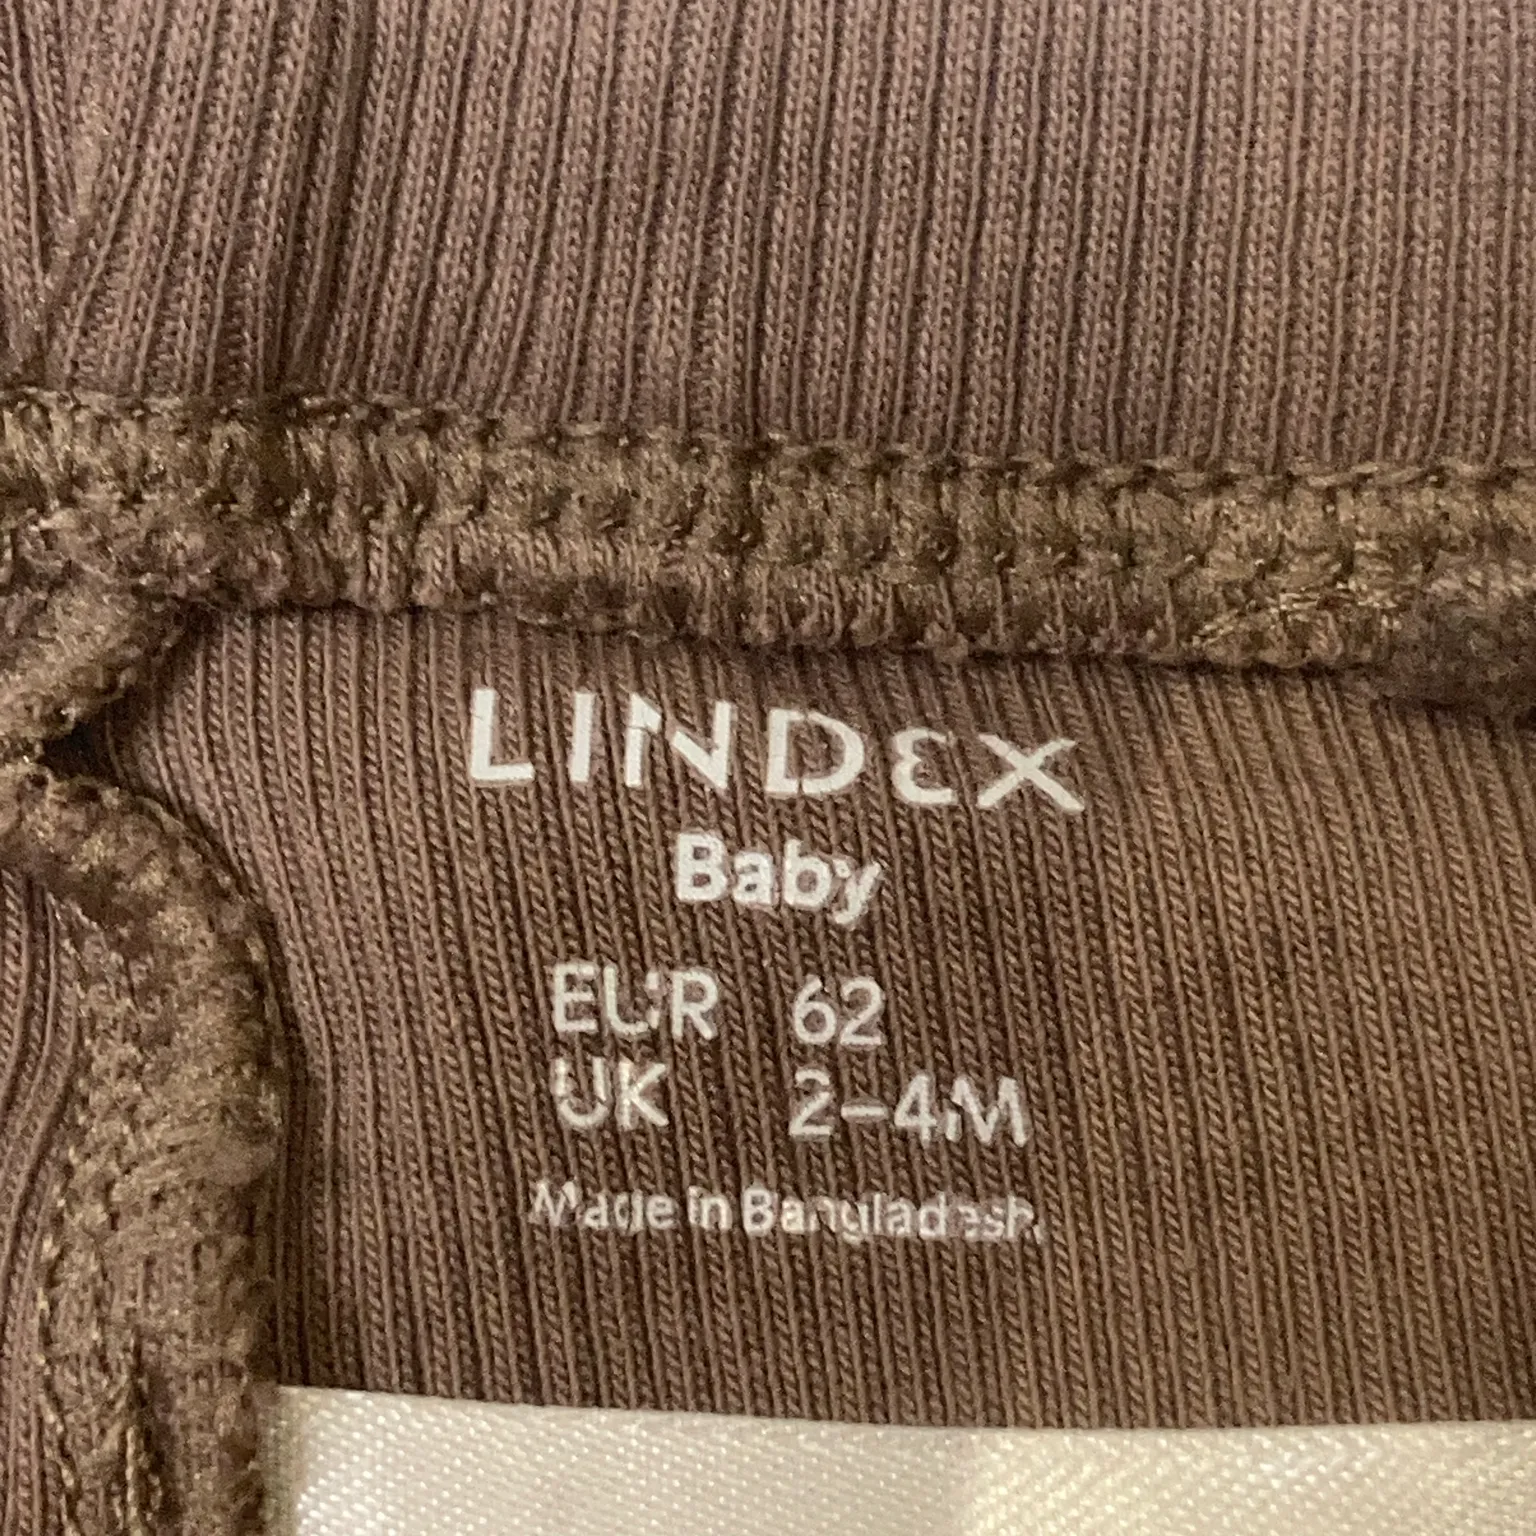 LINDEX
Baby
EUR 62
UK 2-4M
Made in Bangladesh